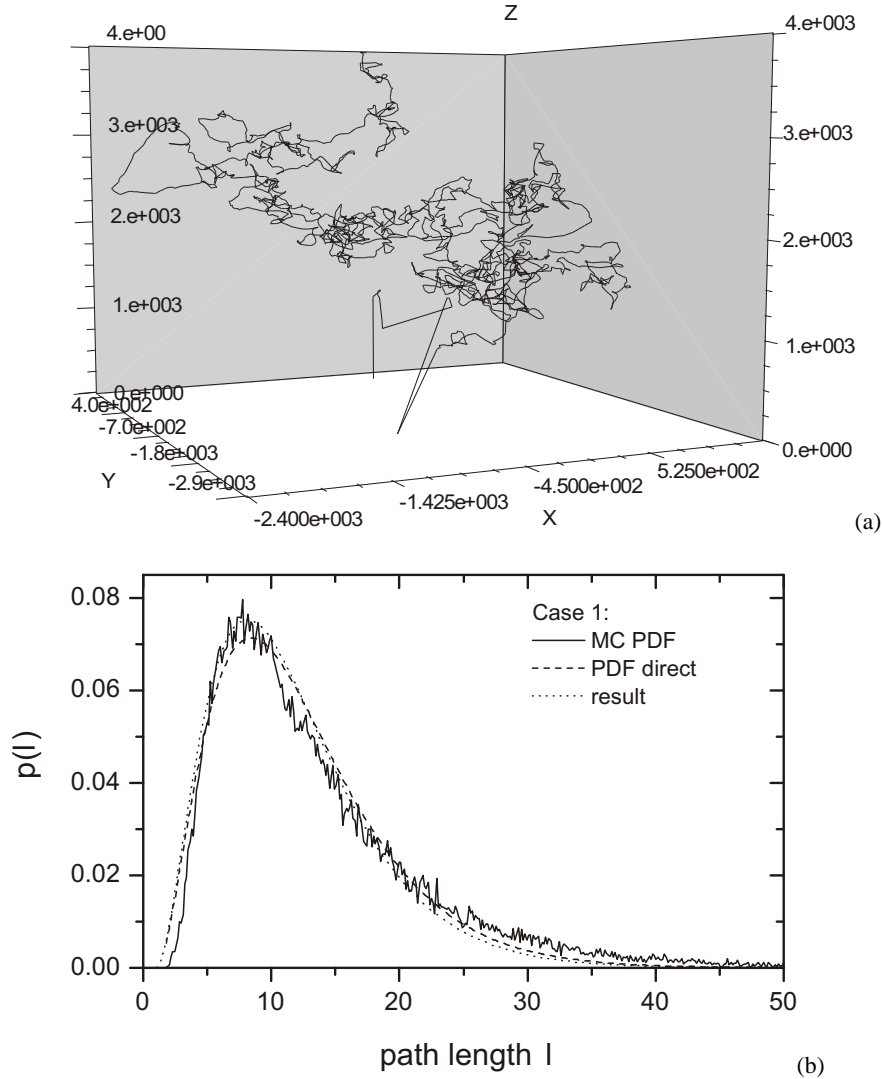 Z
4.e+00
4.e+003
3.e+003
3.e+003
2.e+003
2.e+003
1.e+003
1.e+003
0.e+000
0.e+000
4.0e+002
-7.0e+002
-1.8e+003
-2.9e+003
Y
5.250e+002
-4.500e+002
-1.425e+003
-2.400e+003
X
(a)
0.08
0.06
0.04
0.02
0.00
p(l)
Case 1:
MC PDF
PDF direct
result
0 10 20 30 40 50
path length l
(b)